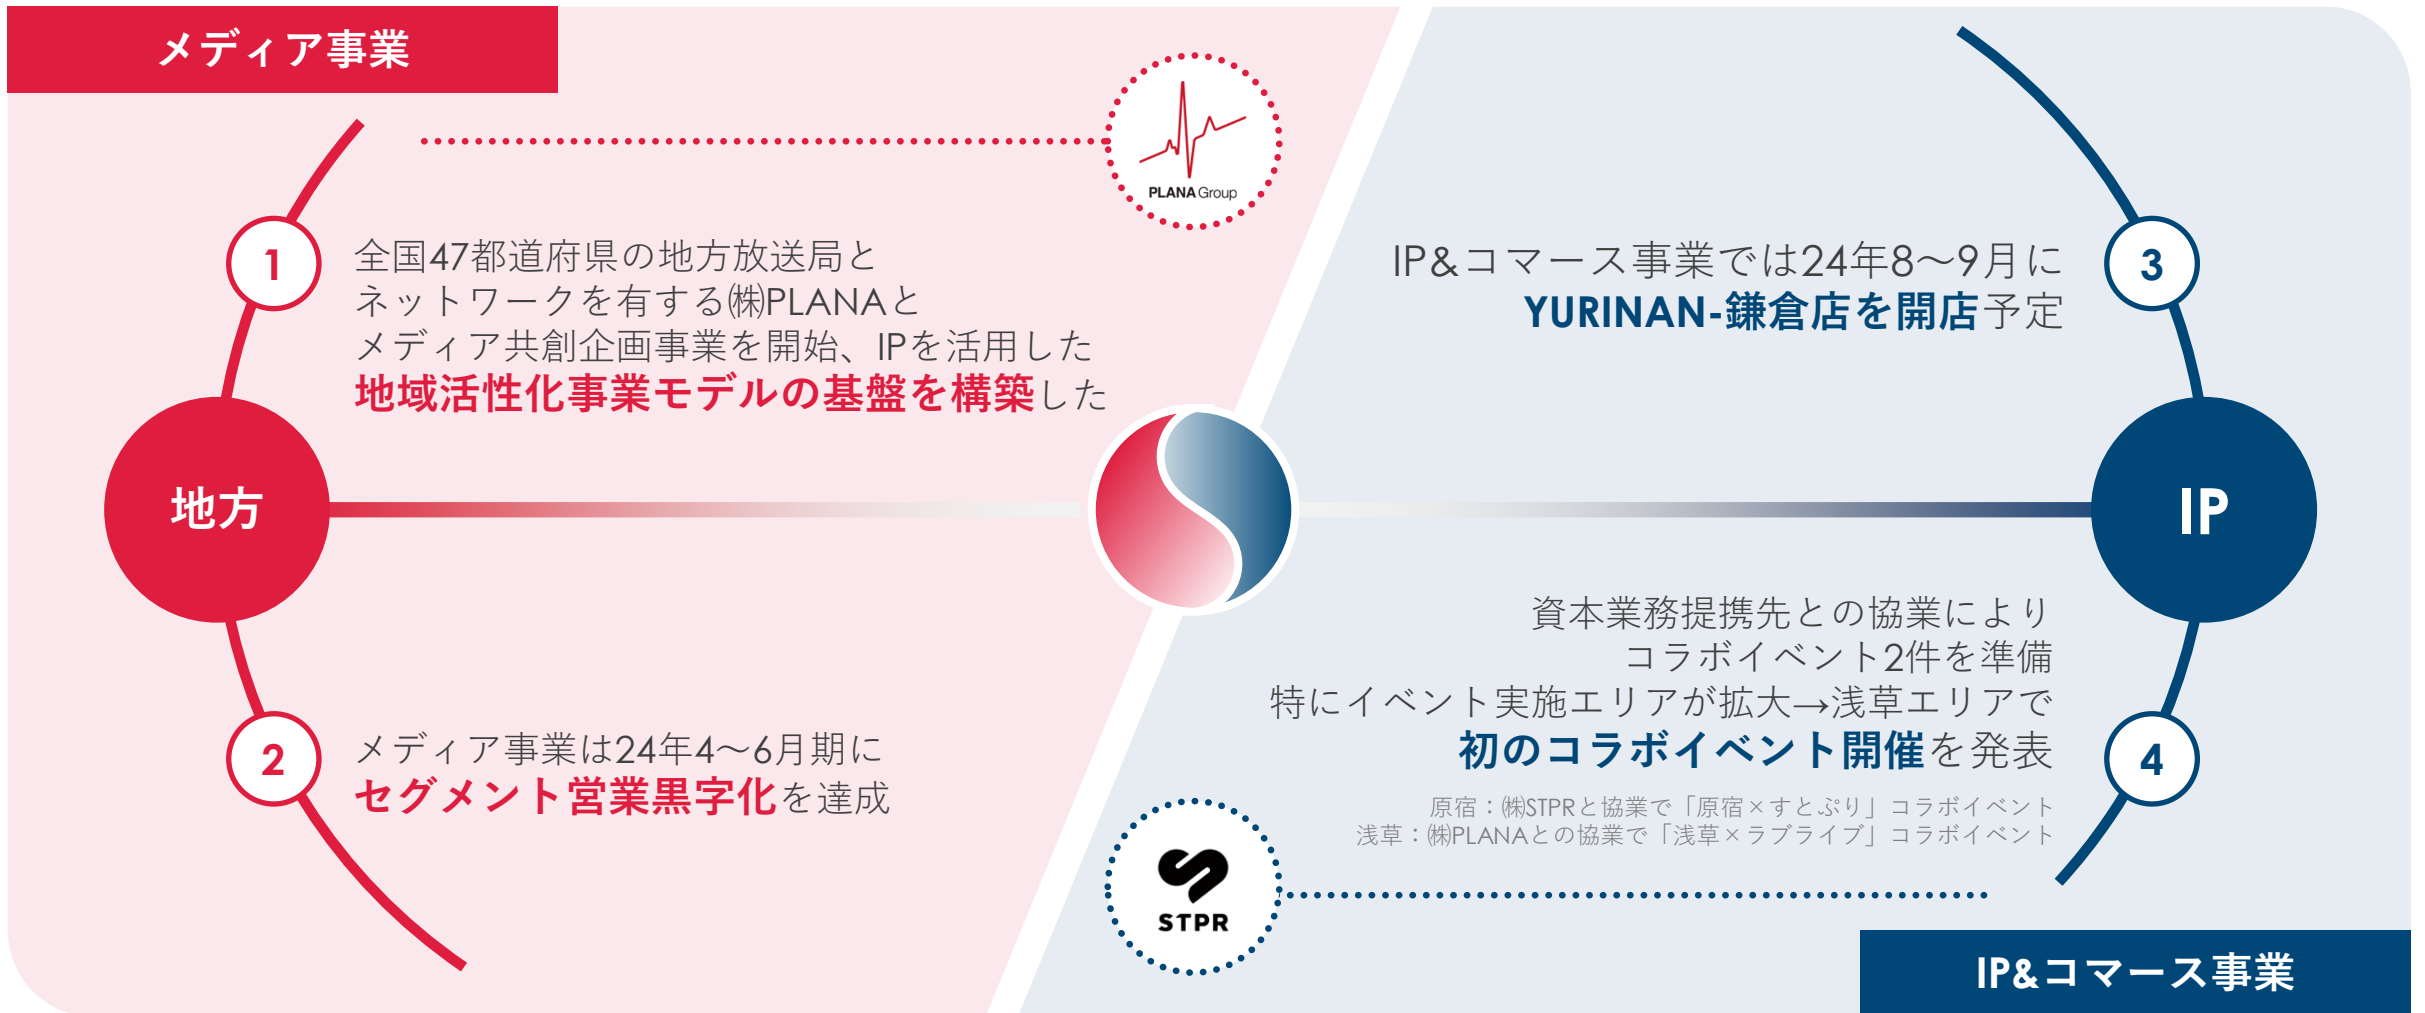 メディア事業
PLANA Group
1
全国47都道府県の地方放送局と
ネットワークを有する㈱PLANAと
メディア共創企画事業を開始、IPを活用した
地域活性化事業モデルの基盤を構築した
地方
2
メディア事業は24年4～6月期に
セグメント営業黒字化を達成
IP&コマース事業では24年8～9月に
YURINAN-鎌倉店を開店予定
3
IP
資本業務提携先との協業により
コラボイベント2件を準備
特にイベント実施エリアが拡大→浅草エリアで
初のコラボイベント開催を発表
4
原宿：㈱STPRと協業で「原宿×すとぷり」コラボイベント
浅草：㈱PLANAとの協業で「浅草×ラブライブ」コラボイベント
STPR
IP&コマース事業